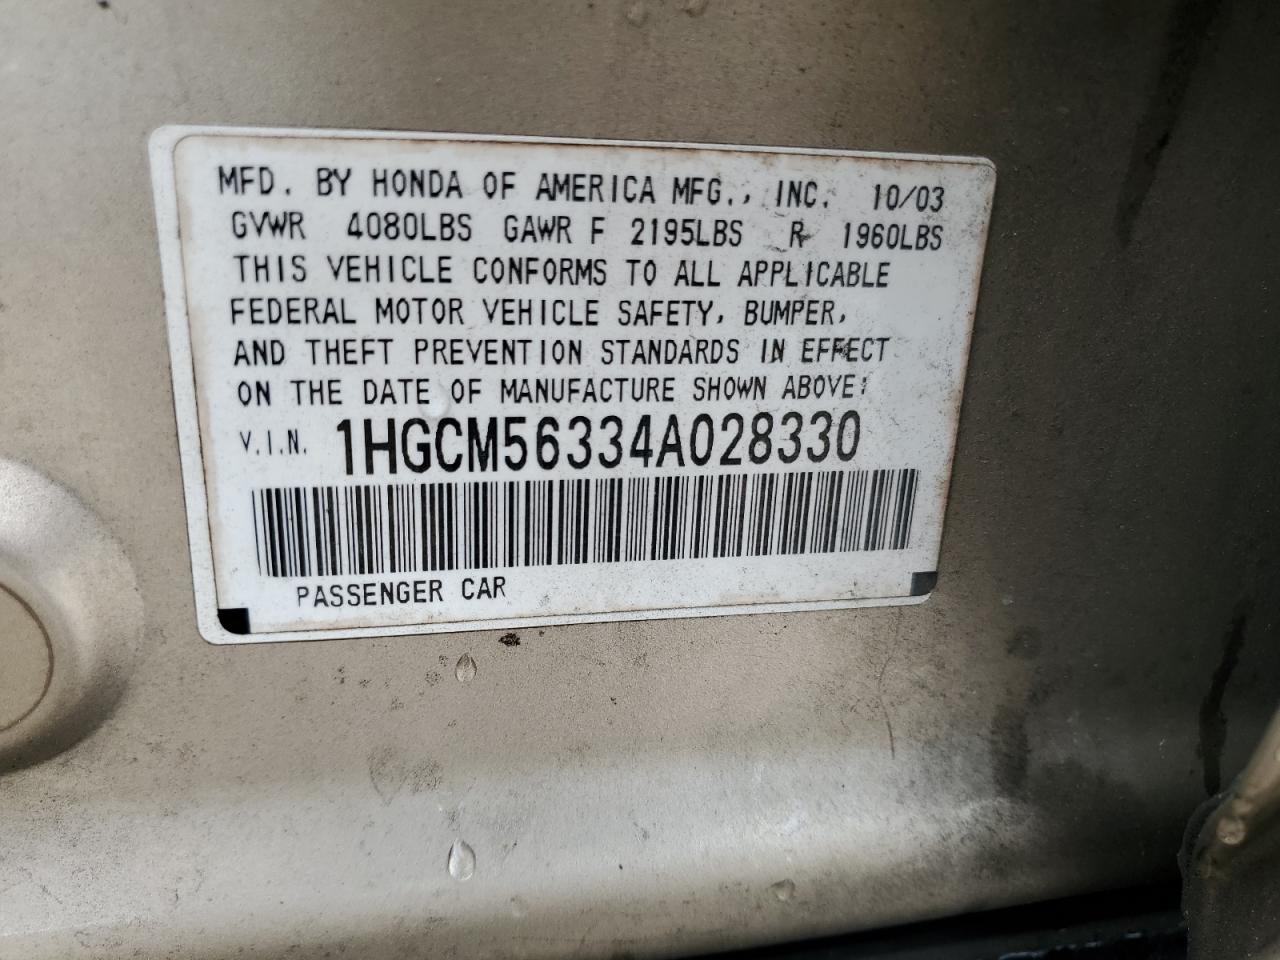 MFD. BY HONDA OF AMERICA MFG., INC. 10/03
GVWR 4080LBS GAWR F 2195LBS R 1960LBS
THIS VEHICLE CONFORMS TO ALL APPLICABLE
FEDERAL MOTOR VEHICLE SAFETY, BUMPER,
AND THEFT PREVENTION STANDARDS IN EFFECT
ON THE DATE OF MANUFACTURE SHOWN ABOVE:
V.I.N. 1HGCM56334A028330
PASSENGER CAR